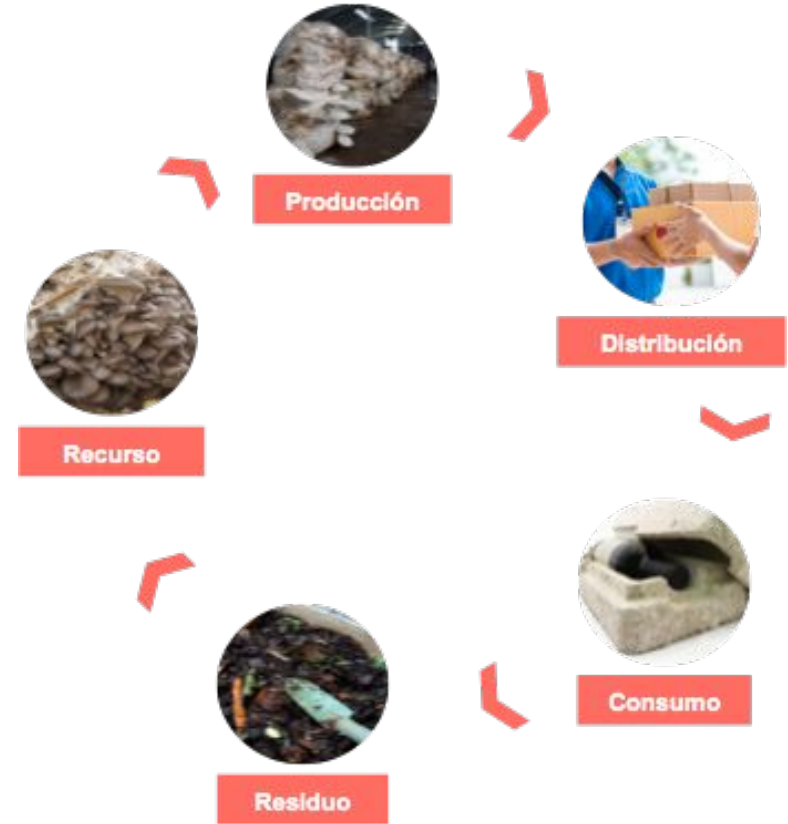 Producción
Distribución
Recurso
Consumo
Residuo